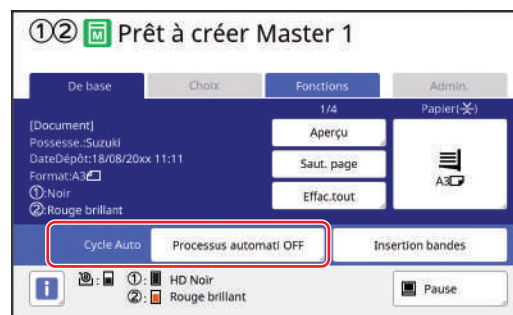 ①② M Prêt à créer Master 1
De base Choix Fonctions Admin.
1/4 Papier(
[Document]
Possesse.:Suzuki
DateDépôt:18/08/20xx 11:11
Format:A3
①:Noir
②:Rouge brillant
Aperçu
Saut. page
Effac.tout
A3
Cycle Auto Processus automati OFF Insertion bandes
i : ①: HD Noir
②: Rouge brillant
Pause